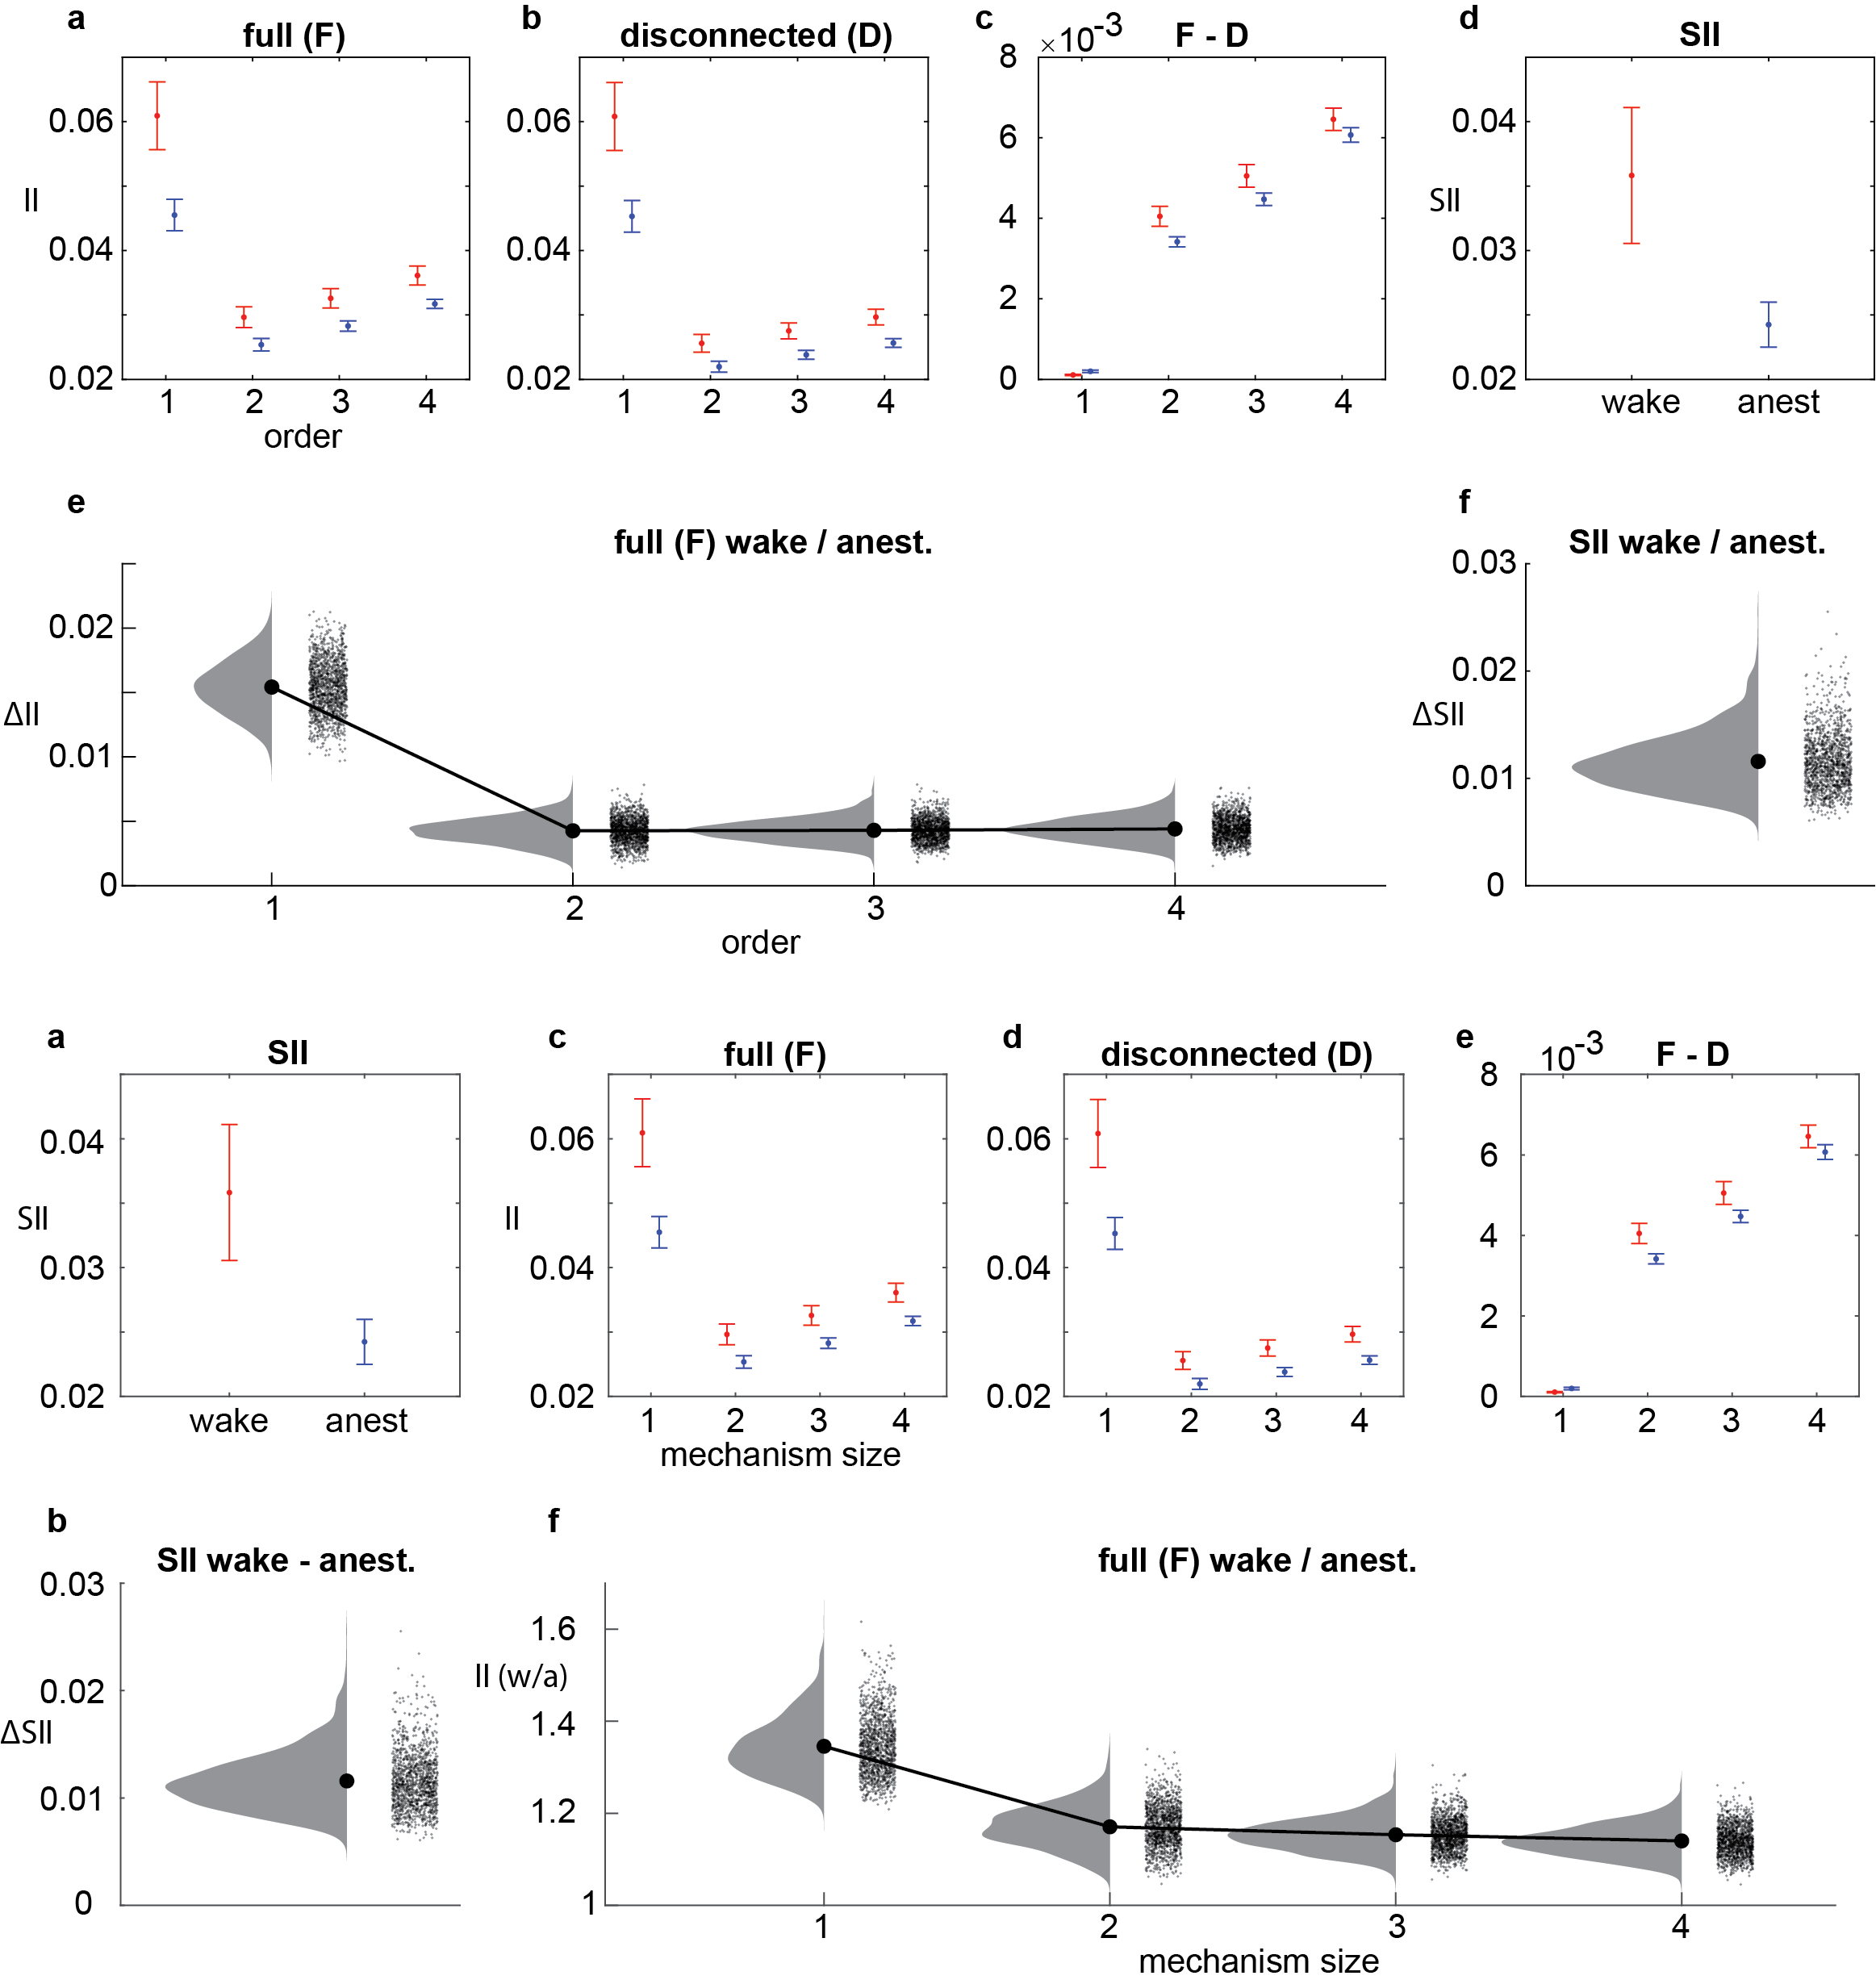 a
full (F)
II
0.06
0.04
0.02
1 2 3 4
order
b
disconnected (D)
0.06
0.04
0.02
1 2 3 4
c
×10-3
F - D
8
6
4
2
0
1 2 3 4
d
SII
SII
0.04
0.03
0.02
wake anest
e
full (F) wake / anest.
ΔII
0.02
0.01
0
1 2 3 4
order
f
SII wake / anest.
ΔSII
0.03
0.02
0.01
0
a
SII
SII
0.04
0.03
0.02
wake anest
c
full (F)
II
0.06
0.04
0.02
1 2 3 4
mechanism size
d
disconnected (D)
0.06
0.04
0.02
1 2 3 4
e
10-3
F - D
8
6
4
2
0
1 2 3 4
b
SII wake - anest.
ΔSII
0.03
0.02
0.01
0
f
full (F) wake / anest.
II (w/a)
1.6
1.4
1.2
1
1 2 3 4
mechanism size